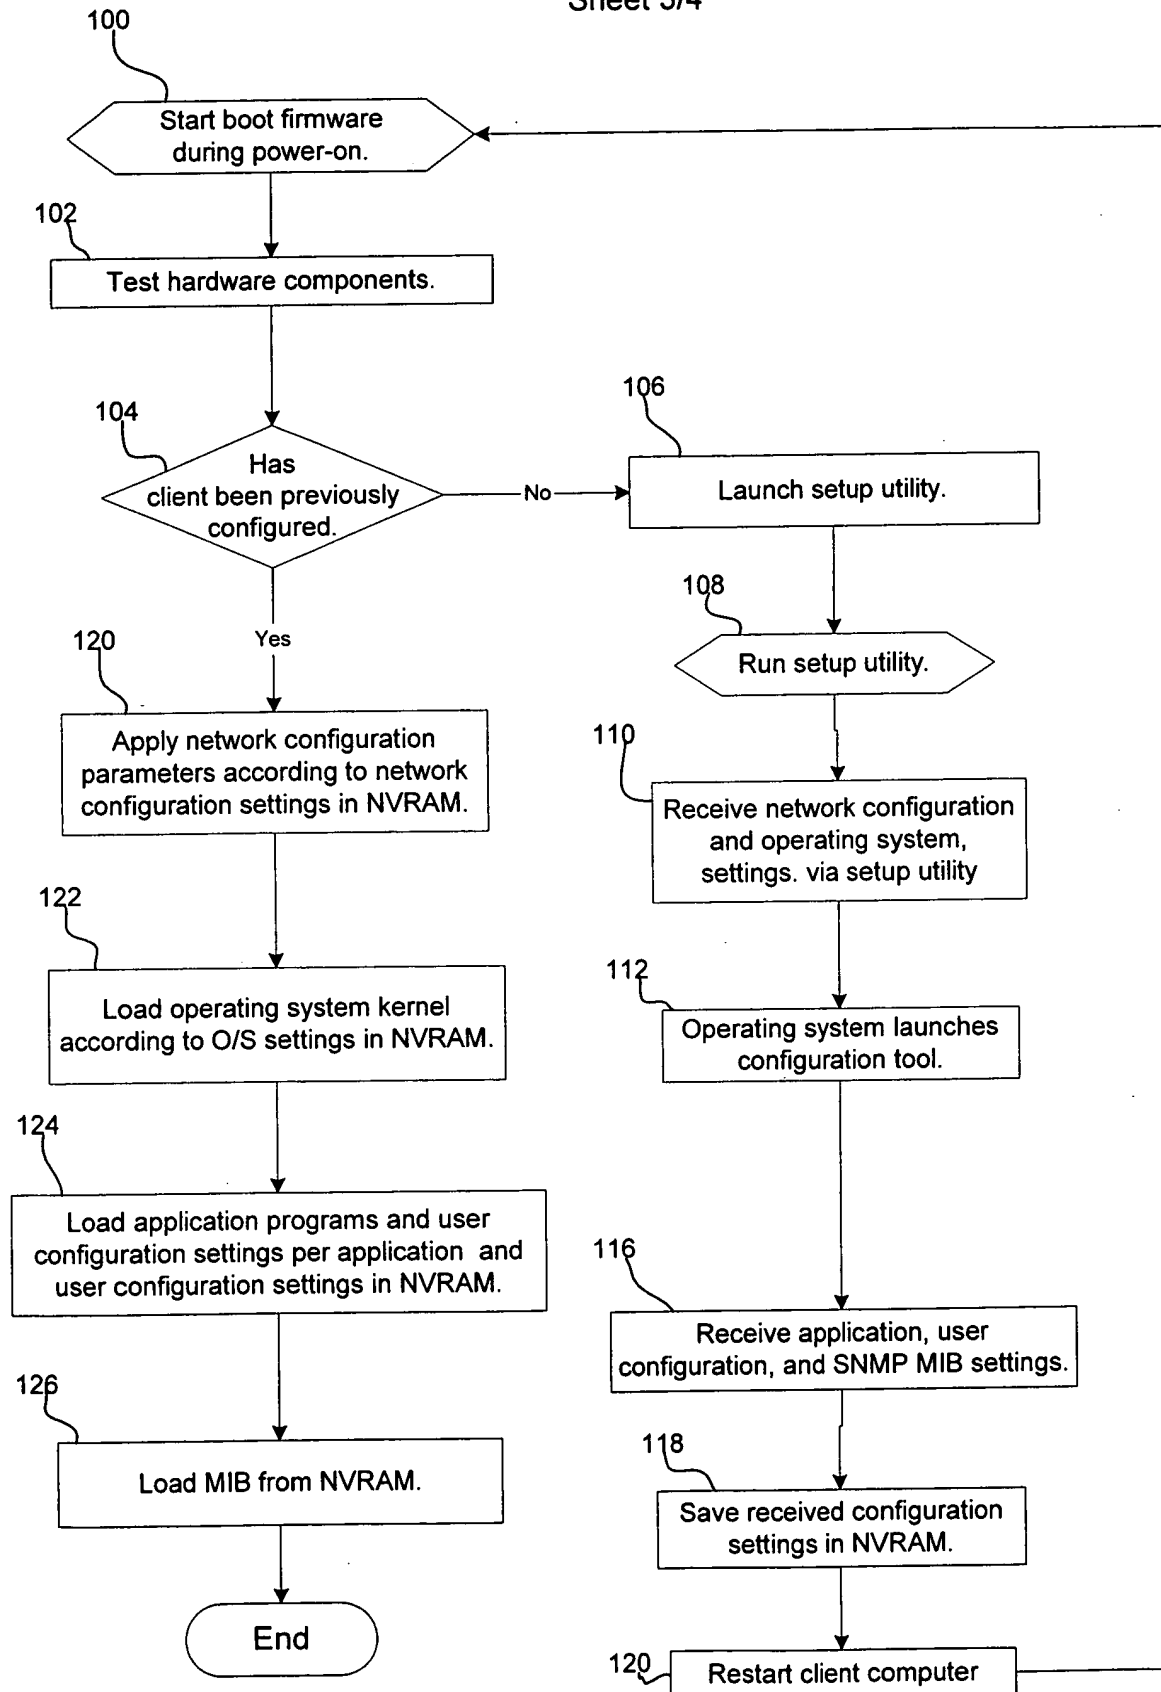 Sheet 3/4
100
Start boot firmware
during power-on.
102
Test hardware components.
104
Has
client been previously
configured.
No
106
Launch setup utility.
108
Run setup utility.
Yes
120
Apply network configuration
parameters according to network
configuration settings in NVRAM.
110
Receive network configuration
and operating system,
settings. via setup utility
122
Load operating system kernel
according to O/S settings in NVRAM.
112
Operating system launches
configuration tool.
124
Load application programs and user
configuration settings per application and
user configuration settings in NVRAM.
116
Receive application, user
configuration, and SNMP MIB settings.
126
Load MIB from NVRAM.
118
Save received configuration
settings in NVRAM.
End
120
Restart client computer